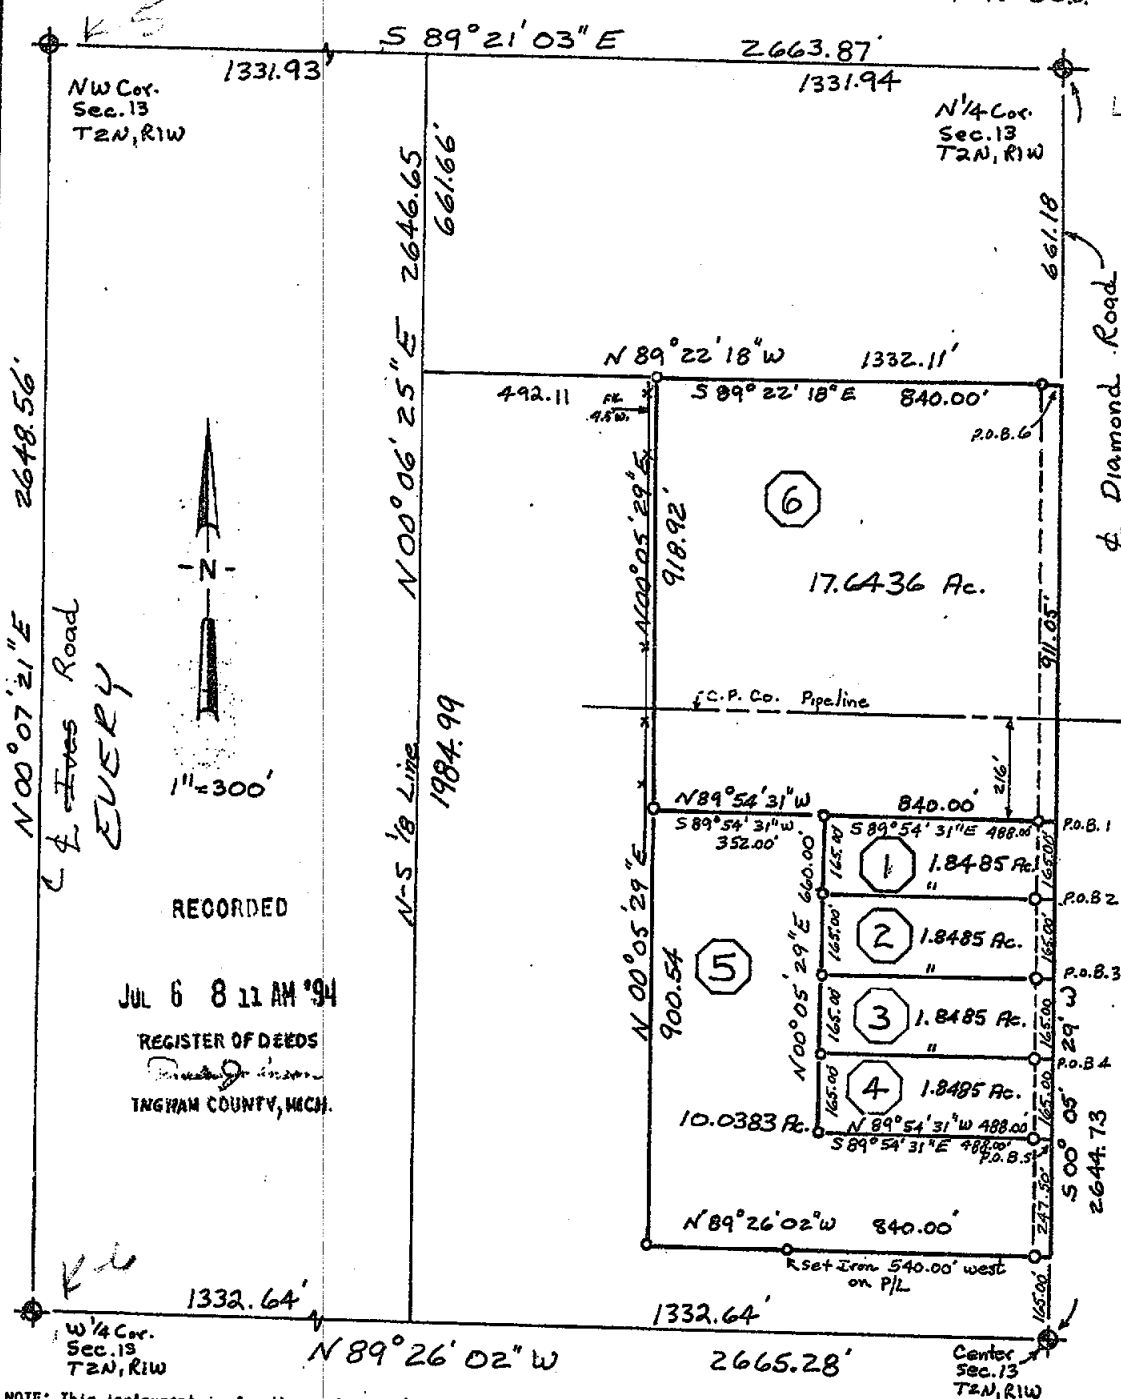 S 89°21'03" E
2663.87'
1331.93
1331.94
NW Cor.
Sec. 13
T2N, R1W
N 1/4 Cor.
Sec. 13
T2N, R1W
661.66'
N 00° 06' 25" E 2646.65
661.18
℄ Diamond Road
N 89° 22' 18" W 1332.11'
492.11
S 89° 22' 18" E 840.00'
P.O.B. 6
N 00° 07' 21" E 2648.56'
℄ Ives Road
EVERY
-N-
1"=300'
N00°05'29"E
918.92'
6
17.6436 Ac.
911.05'
C.P. Co. Pipeline
216'
N-S 1/8 Line
1984.99
N89°54'31"W 840.00'
S 89°54'31"W
352.00'
S 89°54'31"E 488.00'
P.O.B. 1
165.00
1
1.8485 Ac.
165.00'
"
P.O.B 2
N 00° 05' 29" E 660.00'
165.00'
2
1.8485 Ac.
165.00'
"
P.O.B. 3
165.00
3
1.8485 Ac.
165.00
"
P.O.B 4
165.00'
4
1.8485 Ac.
165.00
N 89°54'31"W 488.00'
S 89°54'31"E 488.00'
P.O.B. 5
N 00° 05' 29" E
900.54
5
10.0383 Ac.
S 00° 05' 29" W
2644.73
247.50'
N 89° 26' 02" W 840.00'
set Iron 540.00' west
on P/L
165.00'
RECORDED
JUL 6 8 11 AM '94
REGISTER OF DEEDS
INGHAM COUNTY, MICH.
1332.64'
1332.64'
W 1/4 Cor.
Sec. 13
T2N, R1W
N 89° 26' 02" W
2665.28'
Center
Sec. 13
T2N, R1W